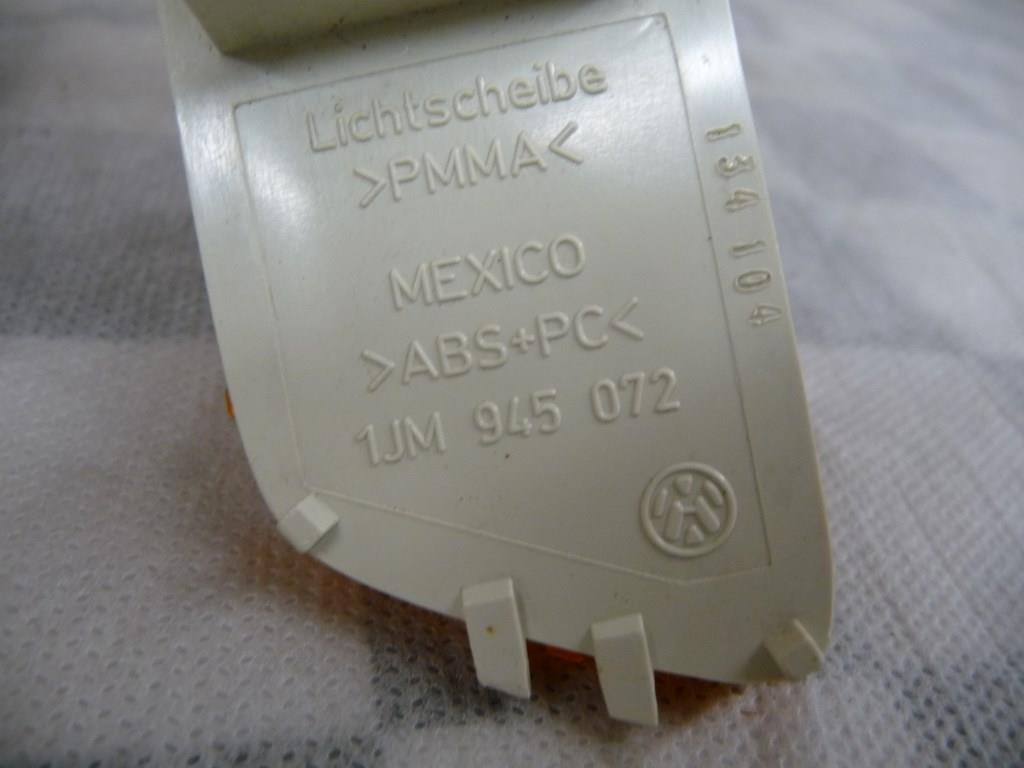 Lichtscheibe
>PMMA<
MEXICO
>ABS+PC<
1JM 945 072
134 104